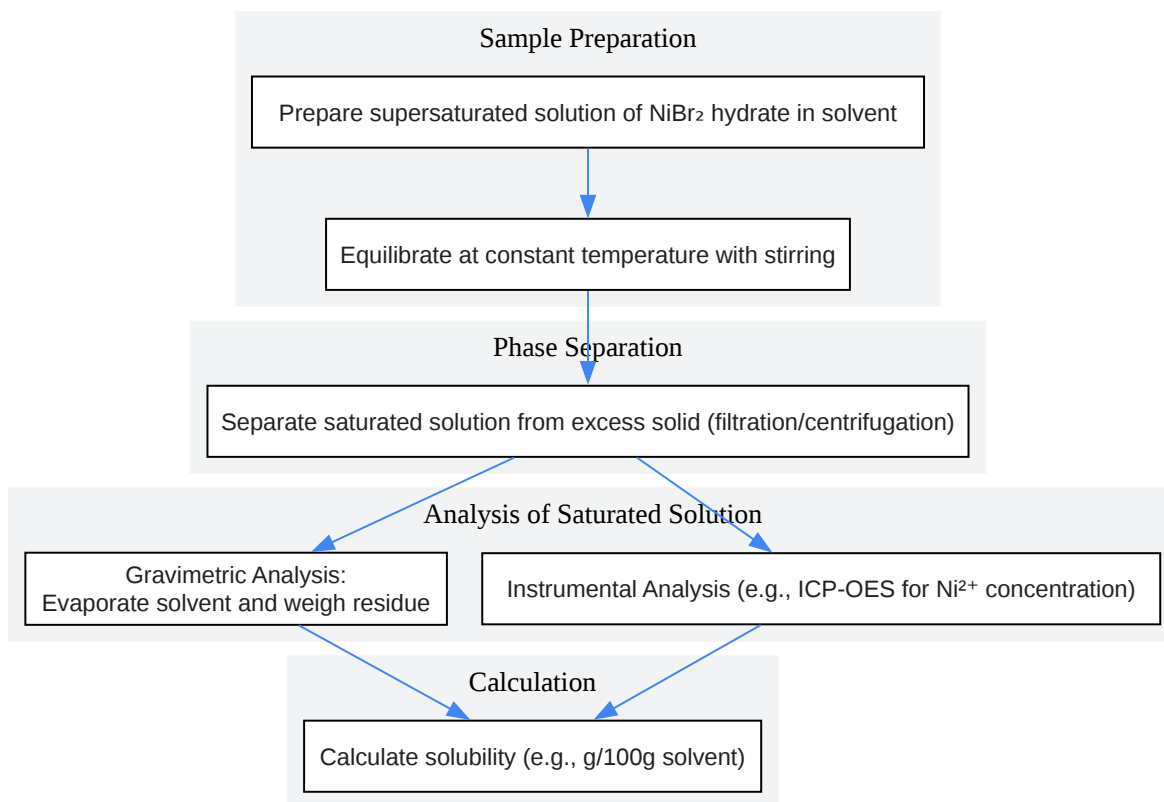 Sample Preparation
Prepare supersaturated solution of NiBr₂ hydrate in solvent
Equilibrate at constant temperature with stirring
Phase Separation
Separate saturated solution from excess solid (filtration/centrifugation)
Analysis of Saturated Solution
Gravimetric Analysis:
Evaporate solvent and weigh residue
Instrumental Analysis (e.g., ICP-OES for Ni²⁺ concentration)
Calculation
Calculate solubility (e.g., g/100g solvent)